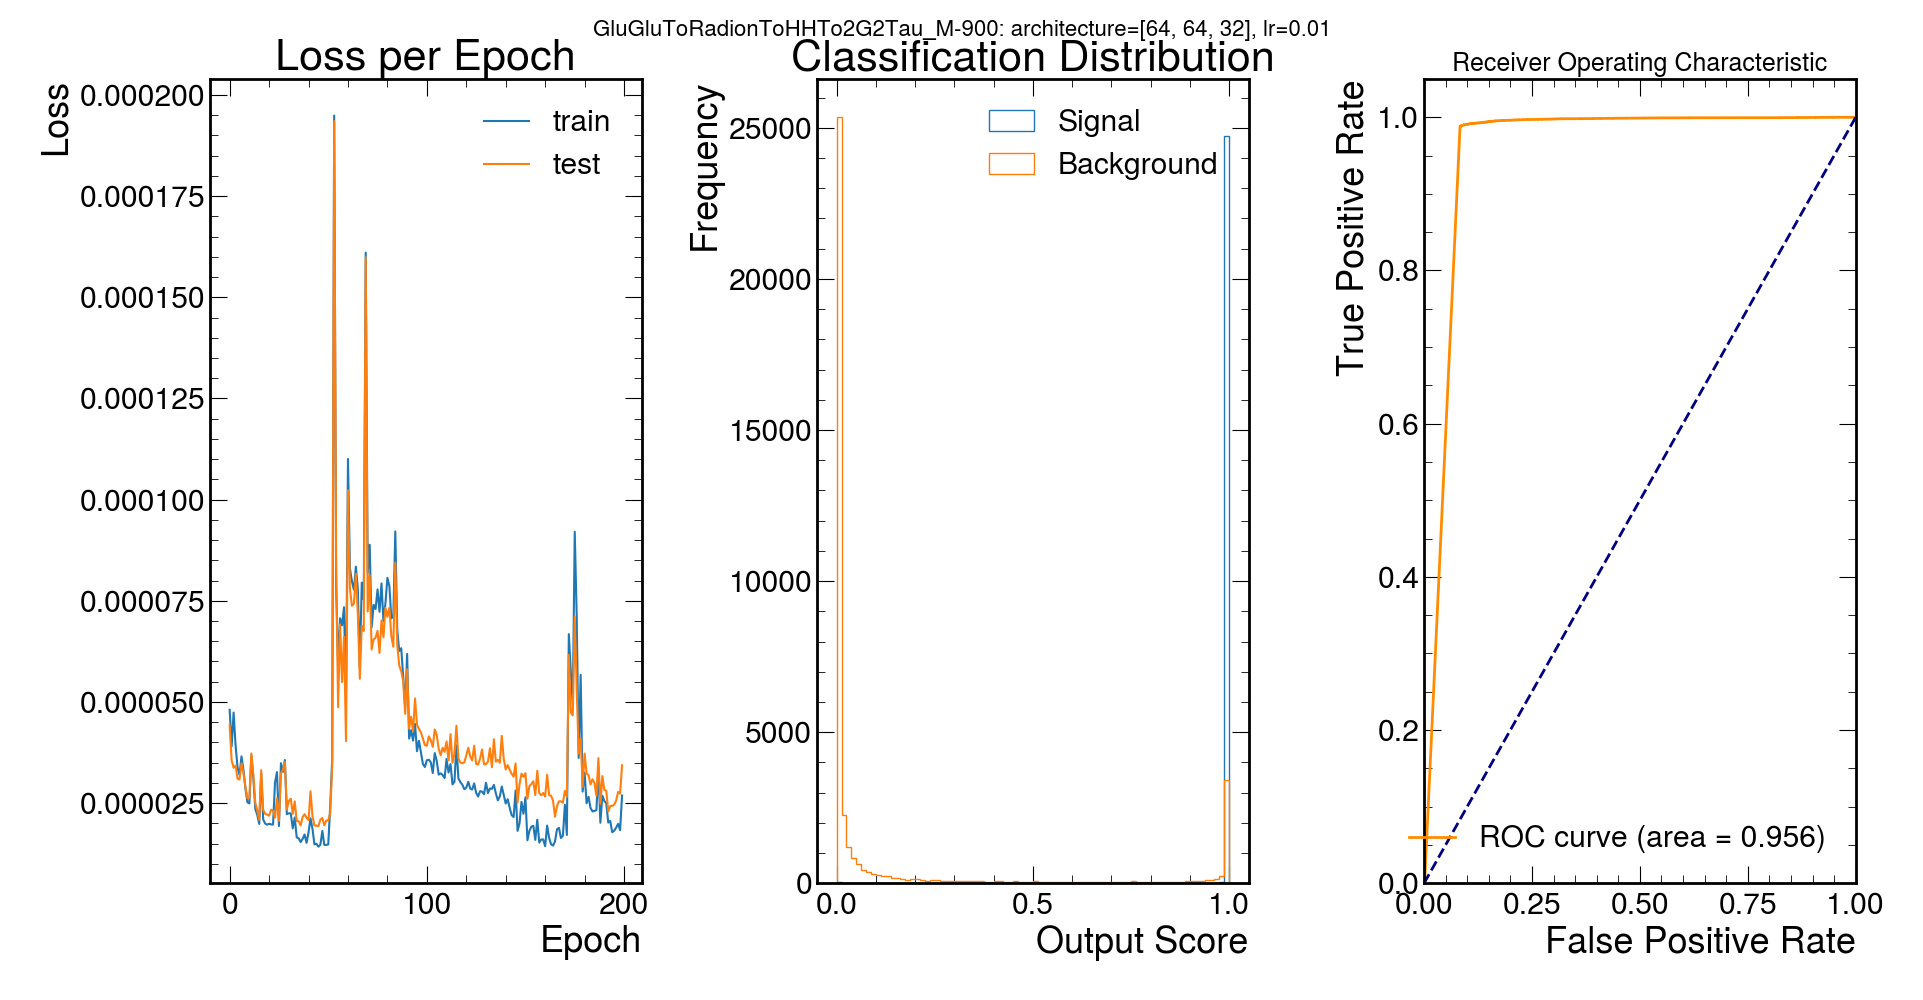 GluGluToRadionToHHTo2G2Tau_M-900: architecture=[64, 64, 32], lr=0.01
Loss per Epoch
Loss
0.000200
0.000175
0.000150
0.000125
0.000100
0.000075
0.000050
0.000025
train
test
0 100 200
Epoch
Classification Distribution
Frequency
25000
20000
15000
10000
5000
0
Signal
Background
0.0 0.5 1.0
Output Score
Receiver Operating Characteristic
True Positive Rate
1.0
0.8
0.6
0.4
0.2
0.0
ROC curve (area = 0.956)
0.00 0.25 0.50 0.75 1.00
False Positive Rate